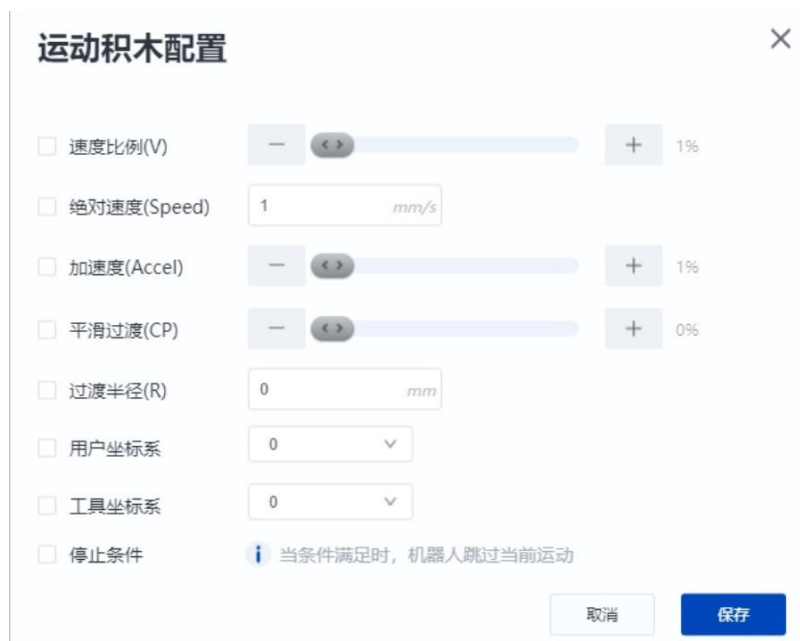 运动积木配置
速度比例(V) 1%
绝对速度(Speed) 1 mm/s
加速度(Accel) 1%
平滑过渡(CP) 0%
过渡半径(R) 0 mm
用户坐标系 0
工具坐标系 0
停止条件 当条件满足时，机器人跳过当前运动
取消 保存